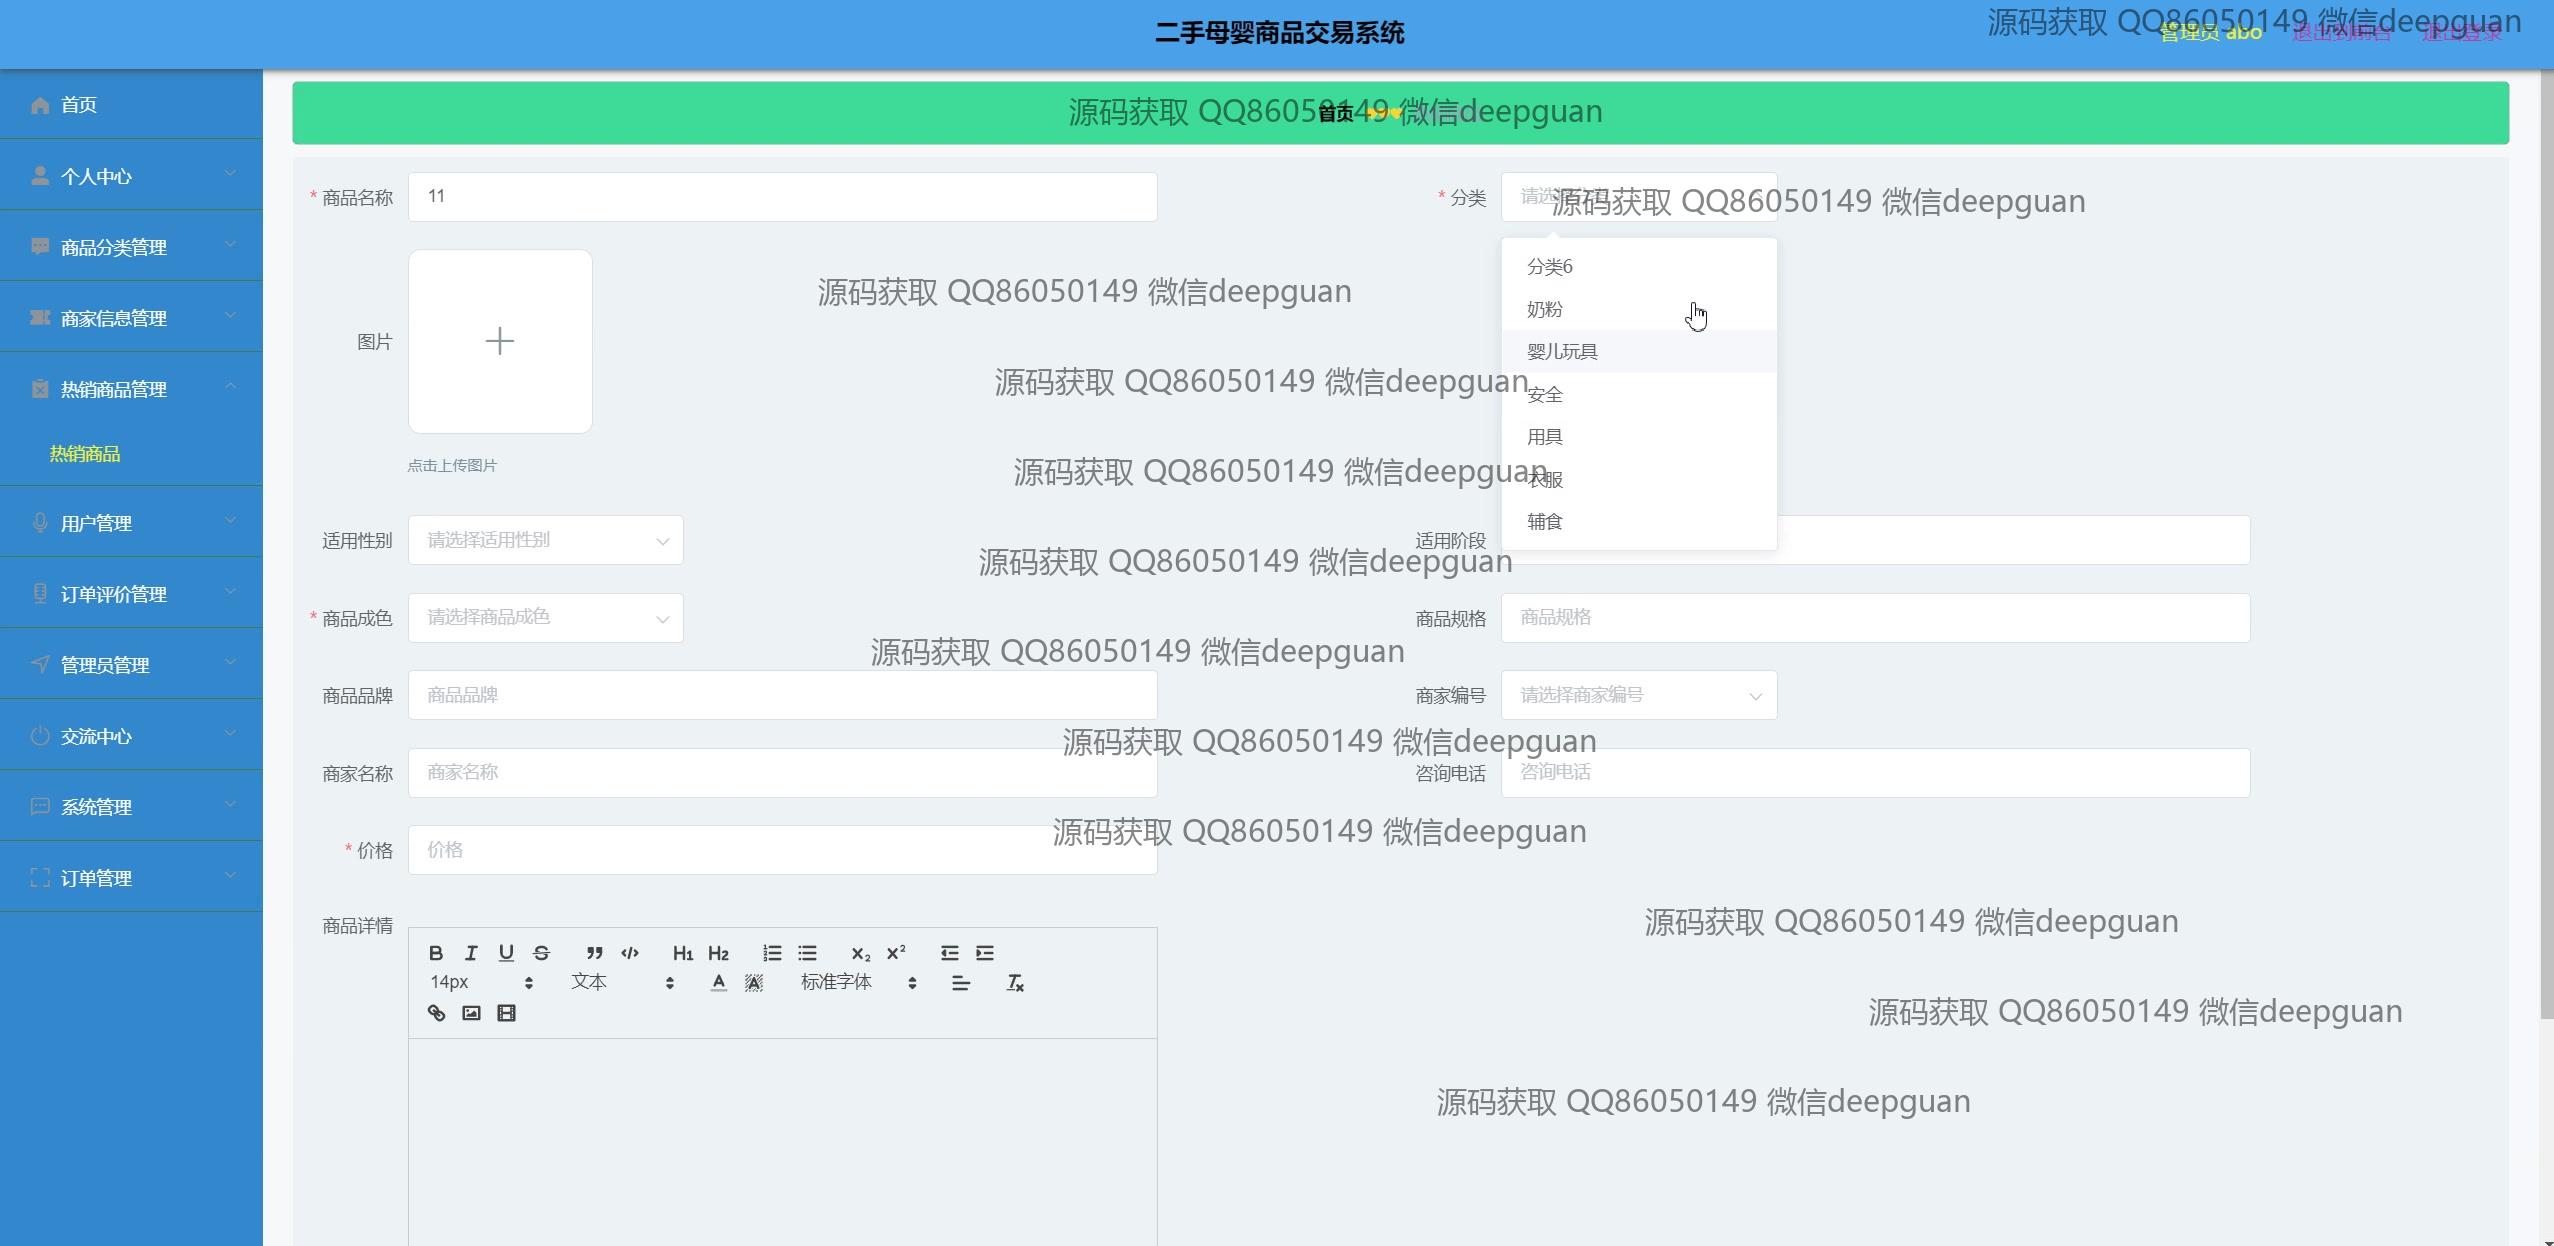 二手母婴商品交易系统
源码获取 QQ86050149 微信deepguan
管理员 abo
退出到前台
退出登录
首页
源码获取 QQ86050149 微信deepguan
首页
个人中心
商品分类管理
商家信息管理
热销商品管理
热销商品
用户管理
订单评价管理
管理员管理
交流中心
系统管理
订单管理
* 商品名称
11
* 分类
源码获取 QQ86050149 微信deepguan
分类6
奶粉
婴儿玩具
安全
用具
衣服
辅食
源码获取 QQ86050149 微信deepguan
图片
源码获取 QQ86050149 微信deepguan
点击上传图片
源码获取 QQ86050149 微信deepguan
适用性别
请选择适用性别
适用阶段
源码获取 QQ86050149 微信deepguan
* 商品成色
请选择商品成色
商品规格
商品规格
源码获取 QQ86050149 微信deepguan
商品品牌
商品品牌
商家编号
请选择商家编号
源码获取 QQ86050149 微信deepguan
商家名称
商家名称
咨询电话
咨询电话
源码获取 QQ86050149 微信deepguan
* 价格
价格
商品详情
源码获取 QQ86050149 微信deepguan
B I U S H1 H2 X2 X2
14px
文本
A
A
标准字体
源码获取 QQ86050149 微信deepguan
源码获取 QQ86050149 微信deepguan